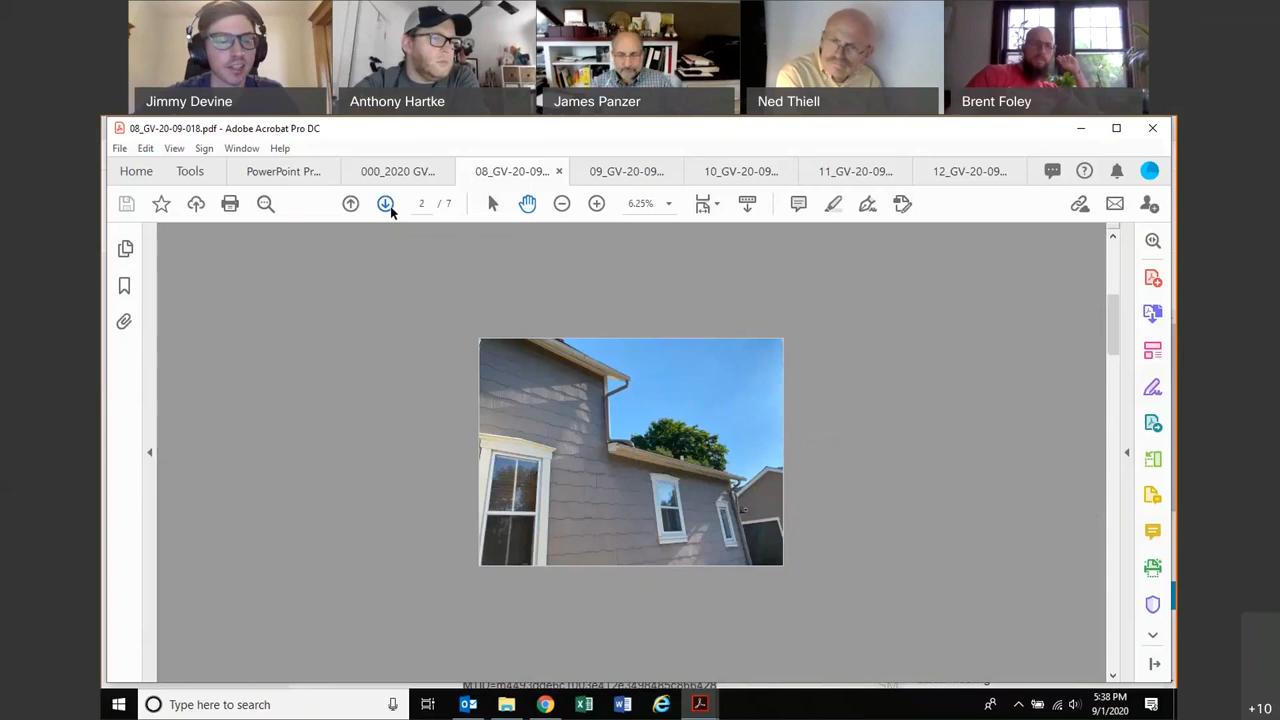 Jimmy Devine
Anthony Hartke
James Panzer
Ned Thiell
Brent Foley
08_GV-20-09-018.pdf - Adobe Acrobat Pro DC
File Edit View Sign Window Help
Home Tools PowerPoint Pr... 000_2020 GV... 08_GV-20-09... × 09_GV-20-09... 10_GV-20-09... 11_GV-20-09... 12_GV-20-09...
2 / 7 6.25%
Type here to search
5:38 PM
9/1/2020
+10